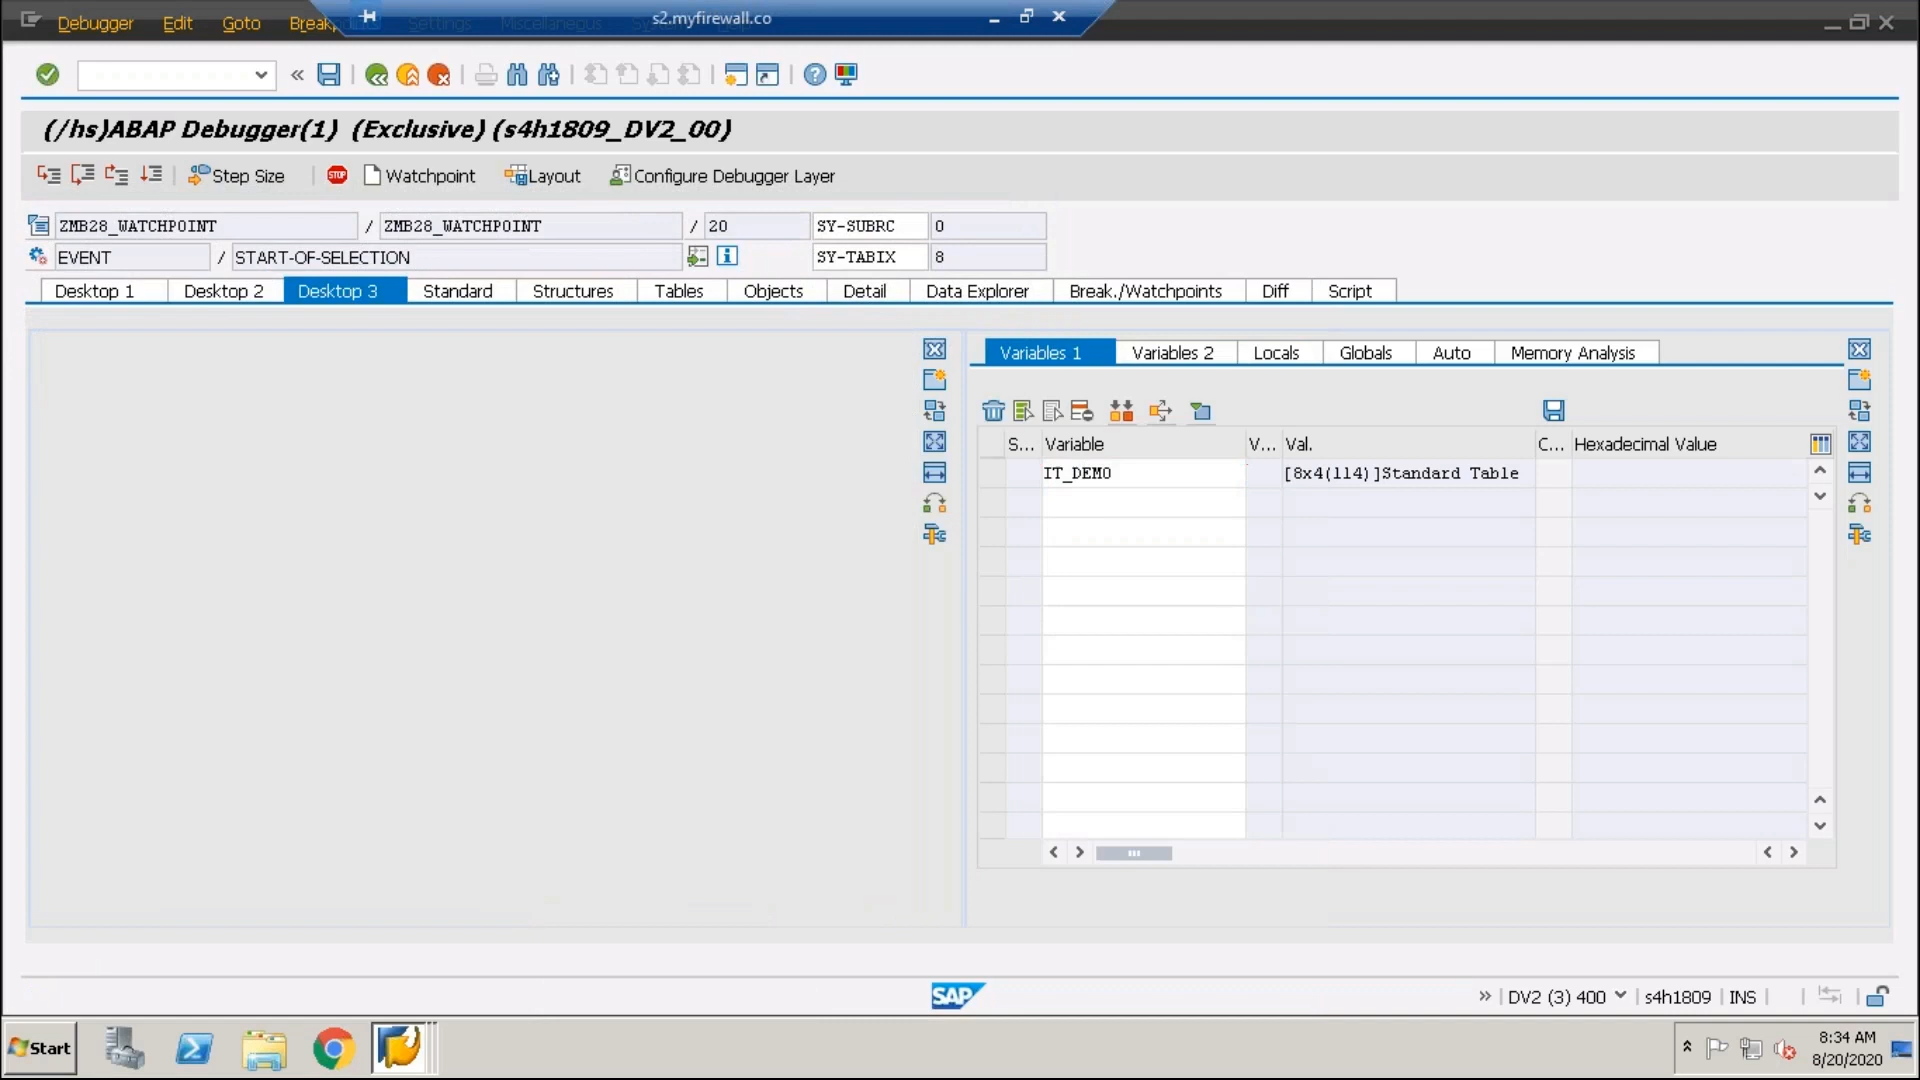 Debugger Edit Goto Break
s2.myfirewall.co
(/hs)ABAP Debugger(1) (Exclusive) (s4h1809_DV2_00)
Step Size STOP Watchpoint Layout Configure Debugger Layer
ZMB28_WATCHPOINT / ZMB28_WATCHPOINT / 20 SY-SUBRC 0
EVENT / START-OF-SELECTION SY-TABIX 8
Desktop 1 Desktop 2 Desktop 3 Standard Structures Tables Objects Detail Data Explorer Break./Watchpoints Diff Script
Variables 1 Variables 2 Locals Globals Auto Memory Analysis
S... Variable V... Val. C... Hexadecimal Value
IT_DEMO [8x4(114)]Standard Table
SAP
DV2 (3) 400 s4h1809 INS
Start
8:34 AM
8/20/2020